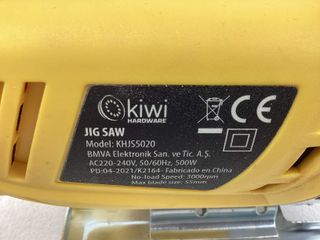 kiwi
HARDWARE
JIG SAW
Model: KHJS5020
BMVA Elektronik San. ve Tic. A.Ş.
AC220-240V, 50/60Hz, 500W
PD:04-2021/K2164- Fabricado en China
No-load Speed: 3000rpm
Max blade size: 55mm
CE